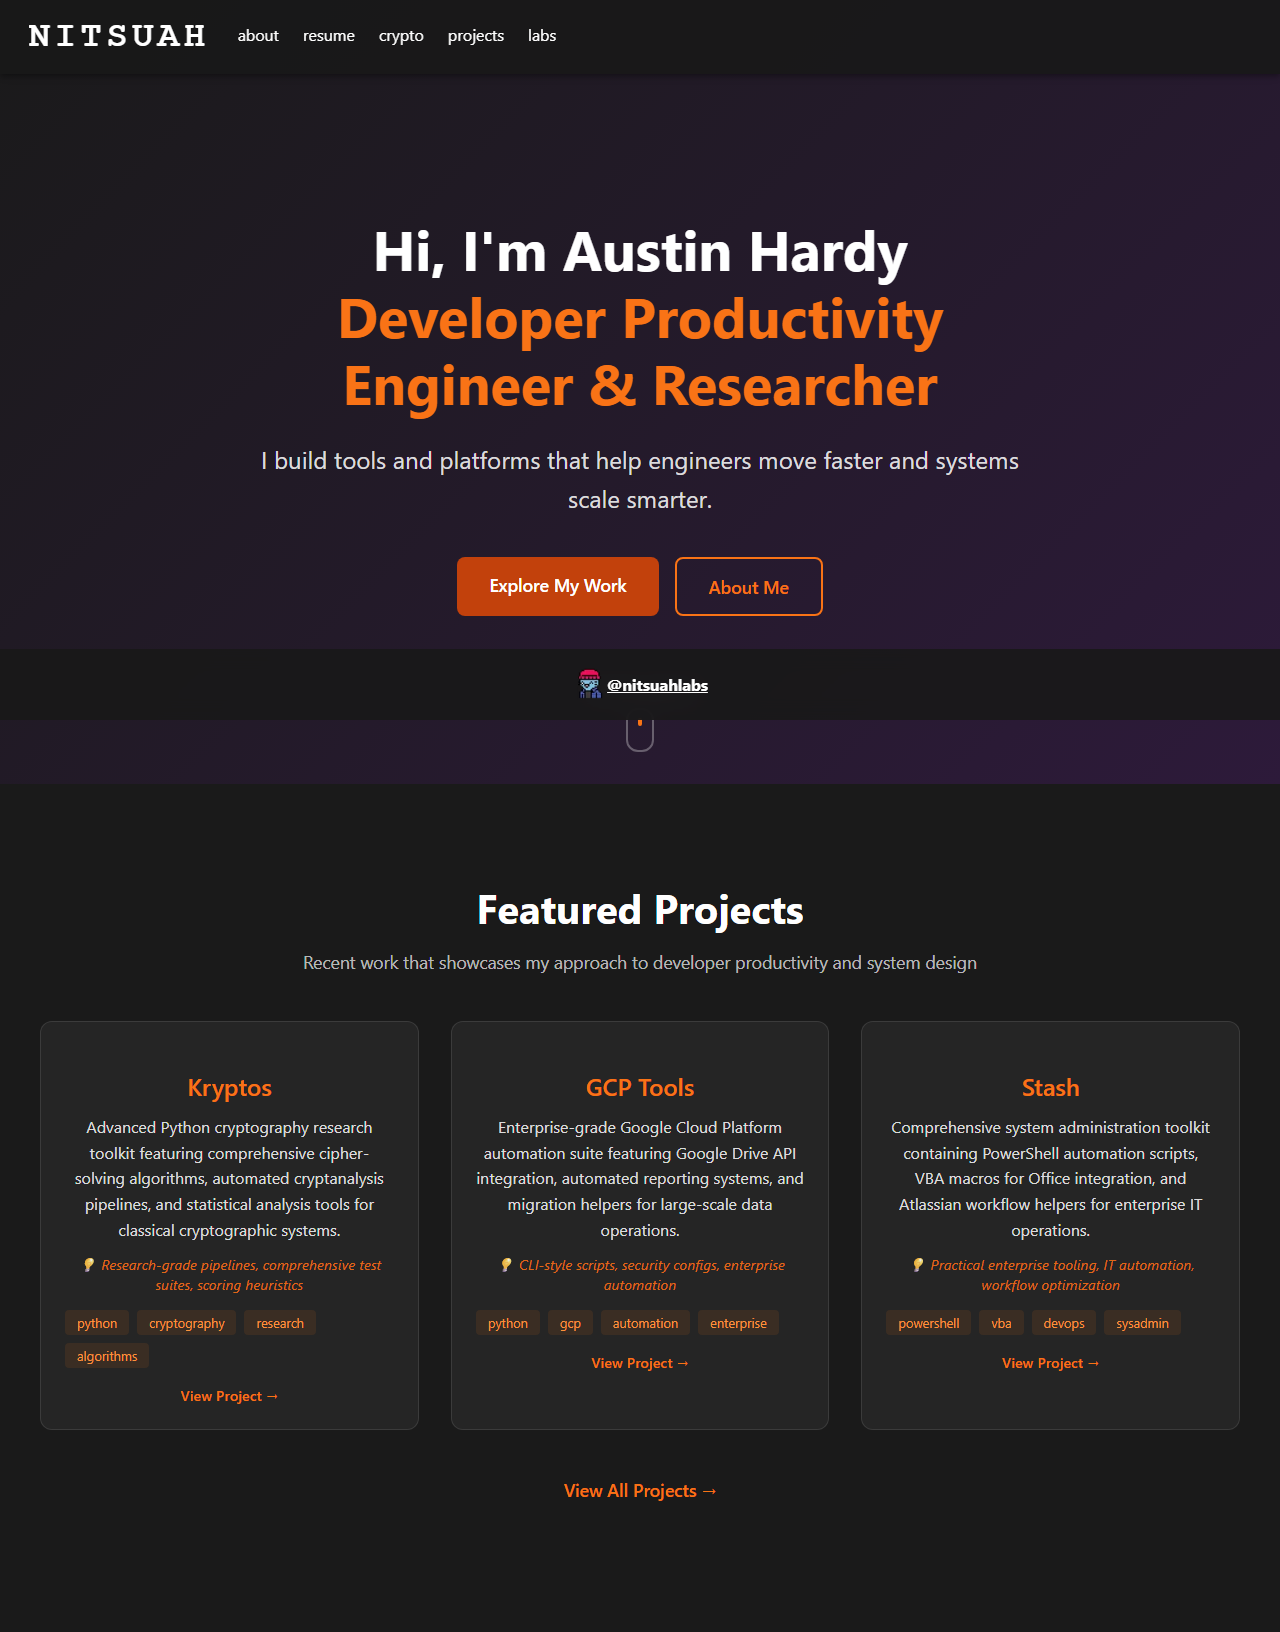 NITSUAH about resume crypto projects labs
Hi, I'm Austin Hardy
Developer Productivity
Engineer & Researcher
I build tools and platforms that help engineers move faster and systems
scale smarter.
Explore My Work About Me
@nitsuahlabs
Featured Projects
Recent work that showcases my approach to developer productivity and system design
Kryptos
Advanced Python cryptography research
toolkit featuring comprehensive cipher-
solving algorithms, automated cryptanalysis
pipelines, and statistical analysis tools for
classical cryptographic systems.
💡 Research-grade pipelines, comprehensive test
suites, scoring heuristics
python cryptography research
algorithms
View Project →
GCP Tools
Enterprise-grade Google Cloud Platform
automation suite featuring Google Drive API
integration, automated reporting systems, and
migration helpers for large-scale data
operations.
💡 CLI-style scripts, security configs, enterprise
automation
python gcp automation enterprise
View Project →
Stash
Comprehensive system administration toolkit
containing PowerShell automation scripts,
VBA macros for Office integration, and
Atlassian workflow helpers for enterprise IT
operations.
💡 Practical enterprise tooling, IT automation,
workflow optimization
powershell vba devops sysadmin
View Project →
View All Projects →